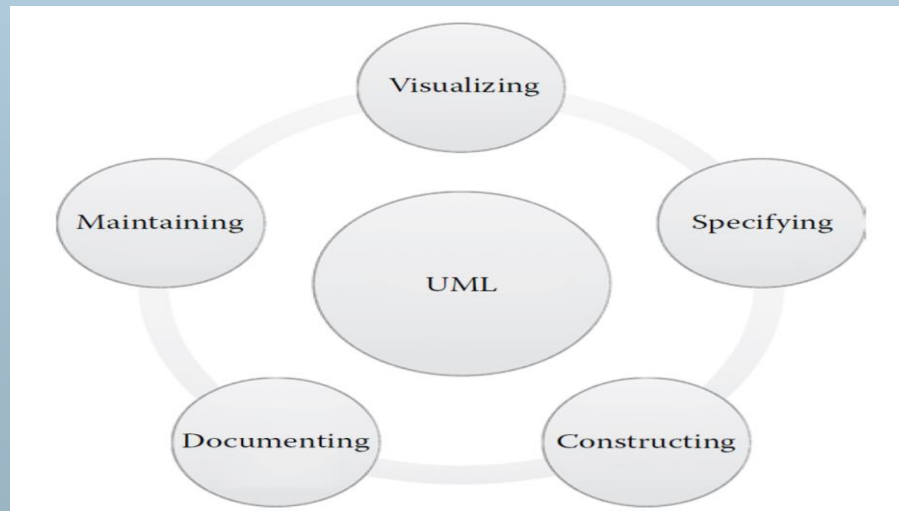 Visualizing
Maintaining
Specifying
UML
Documenting
Constructing